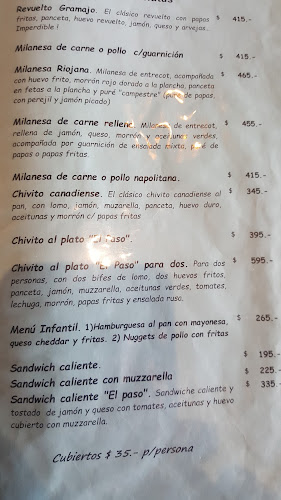 Revuelto Gramajo. El clásico revuelto con papas $ 415.-
fritas, panceta, huevo revuelto, jamón, queso y arvejas.
Imperdible!
Milanesa de carne o pollo c/guarnición $ 415.-
Milanesa Riojana. Milanesa de entrecot, acompañada $ 465.-
con huevo frito, morrón rojo dorado a la plancha, panceta
en fetas a la plancha y puré "campestre" (puré de papas,
con perejil y jamón picado)
Milanesa de carne rellena. Milanesa de entrecot, $ 455.-
rellena de jamón, queso, morrón y aceitunas verdes,
acompañada por guarnición de ensalada mixta, puré de
papas o papas fritas.
Milanesa de carne o pollo napolitana. $ 415.-
Chivito canadiense. El clásico chivito canadiense al $ 345.-
pan, con lomo, jamón, muzarella, panceta, huevo duro,
aceitunas y morrón c/ papas fritas
Chivito al plato "El Paso". $ 395.-
Chivito al plato "El Paso" para dos. Para dos $ 595.-
personas, con dos bifes de lomo, dos huevos fritos,
panceta, jamón, muzzarella, aceitunas verdes, tomates,
lechuga, morrón, papas fritas y ensalada rusa.
Menú Infantil. 1)Hamburguesa al pan con mayonesa, $ 265.-
queso cheddar y fritas. 2) Nuggets de pollo con fritas
Sandwich caliente. $ 195.-
Sandwich caliente con muzzarella $ 225.-
Sandwich caliente "El paso". Sandwiche caliente y $ 335.-
tostado de jamón y queso con tomates, aceitunas y huevo
cubierto con muzzarella.
Cubiertos $ 35.- p/persona